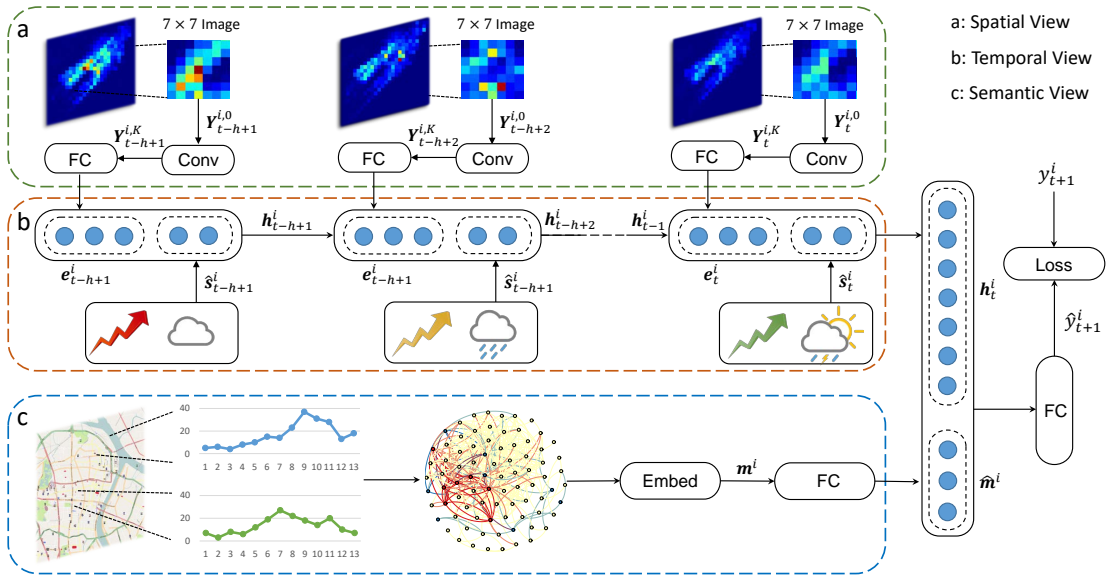 a
7 × 7 Image
7 × 7 Image
7 × 7 Image
a: Spatial View
b: Temporal View
c: Semantic View
Y^{i,0}_{t−h+1}
Y^{i,K}_{t−h+1}
FC
Conv
Y^{i,0}_{t−h+2}
Y^{i,K}_{t−h+2}
FC
Conv
Y^{i,0}_{t}
Y^{i,K}_{t}
FC
Conv
b
h^{i}_{t−h+1}
h^{i}_{t−h+2}
h^{i}_{t−1}
e^{i}_{t−h+1}
ŝ^{i}_{t−h+1}
e^{i}_{t−h+1}
ŝ^{i}_{t−h+1}
e^{i}_{t}
ŝ^{i}_{t}
y^{i}_{t+1}
Loss
h^{i}_{t}
ŷ^{i}_{t+1}
FC
m̂^{i}
c
40
20
0
1 2 3 4 5 6 7 8 9 10 11 12 13
40
20
0
1 2 3 4 5 6 7 8 9 10 11 12 13
Embed
m^{i}
FC